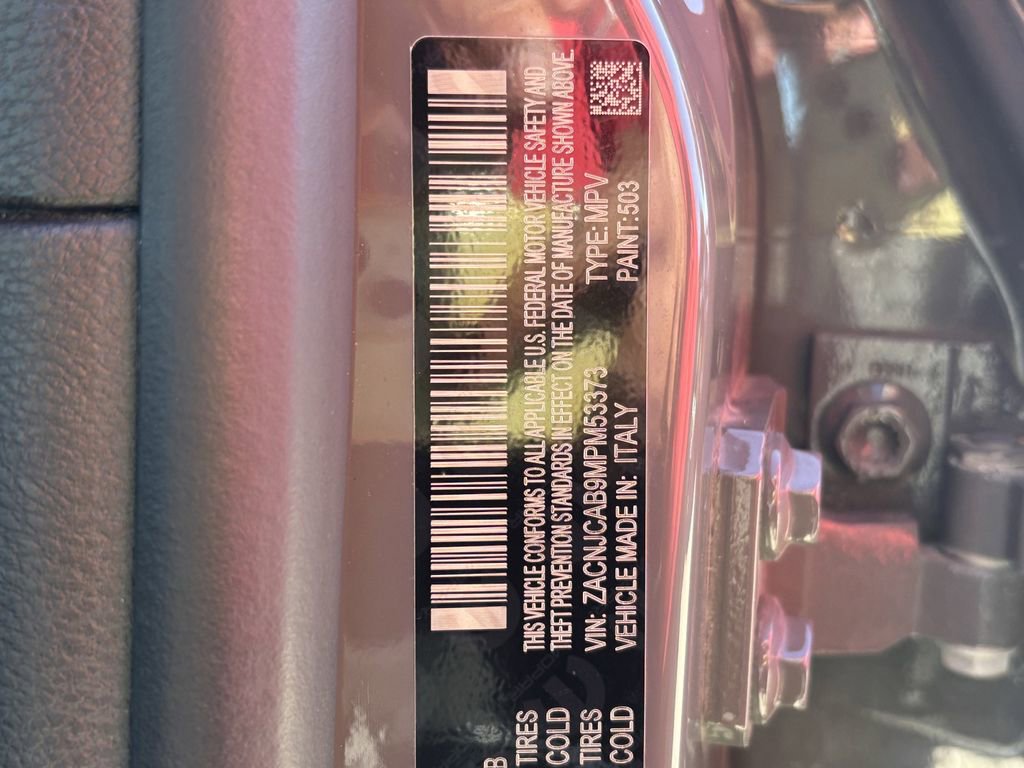 THIS VEHICLE CONFORMS TO ALL APPLICABLE U.S. FEDERAL MOTOR VEHICLE SAFETY AND
THEFT PREVENTION STANDARDS IN EFFECT ON THE DATE OF MANUFACTURE SHOWN ABOVE.
VIN: ZACNJCAB9MPM53373 TYPE: MPV
VEHICLE MADE IN: ITALY PAINT: 503
B
TIRES
COLD
TIRES
COLD